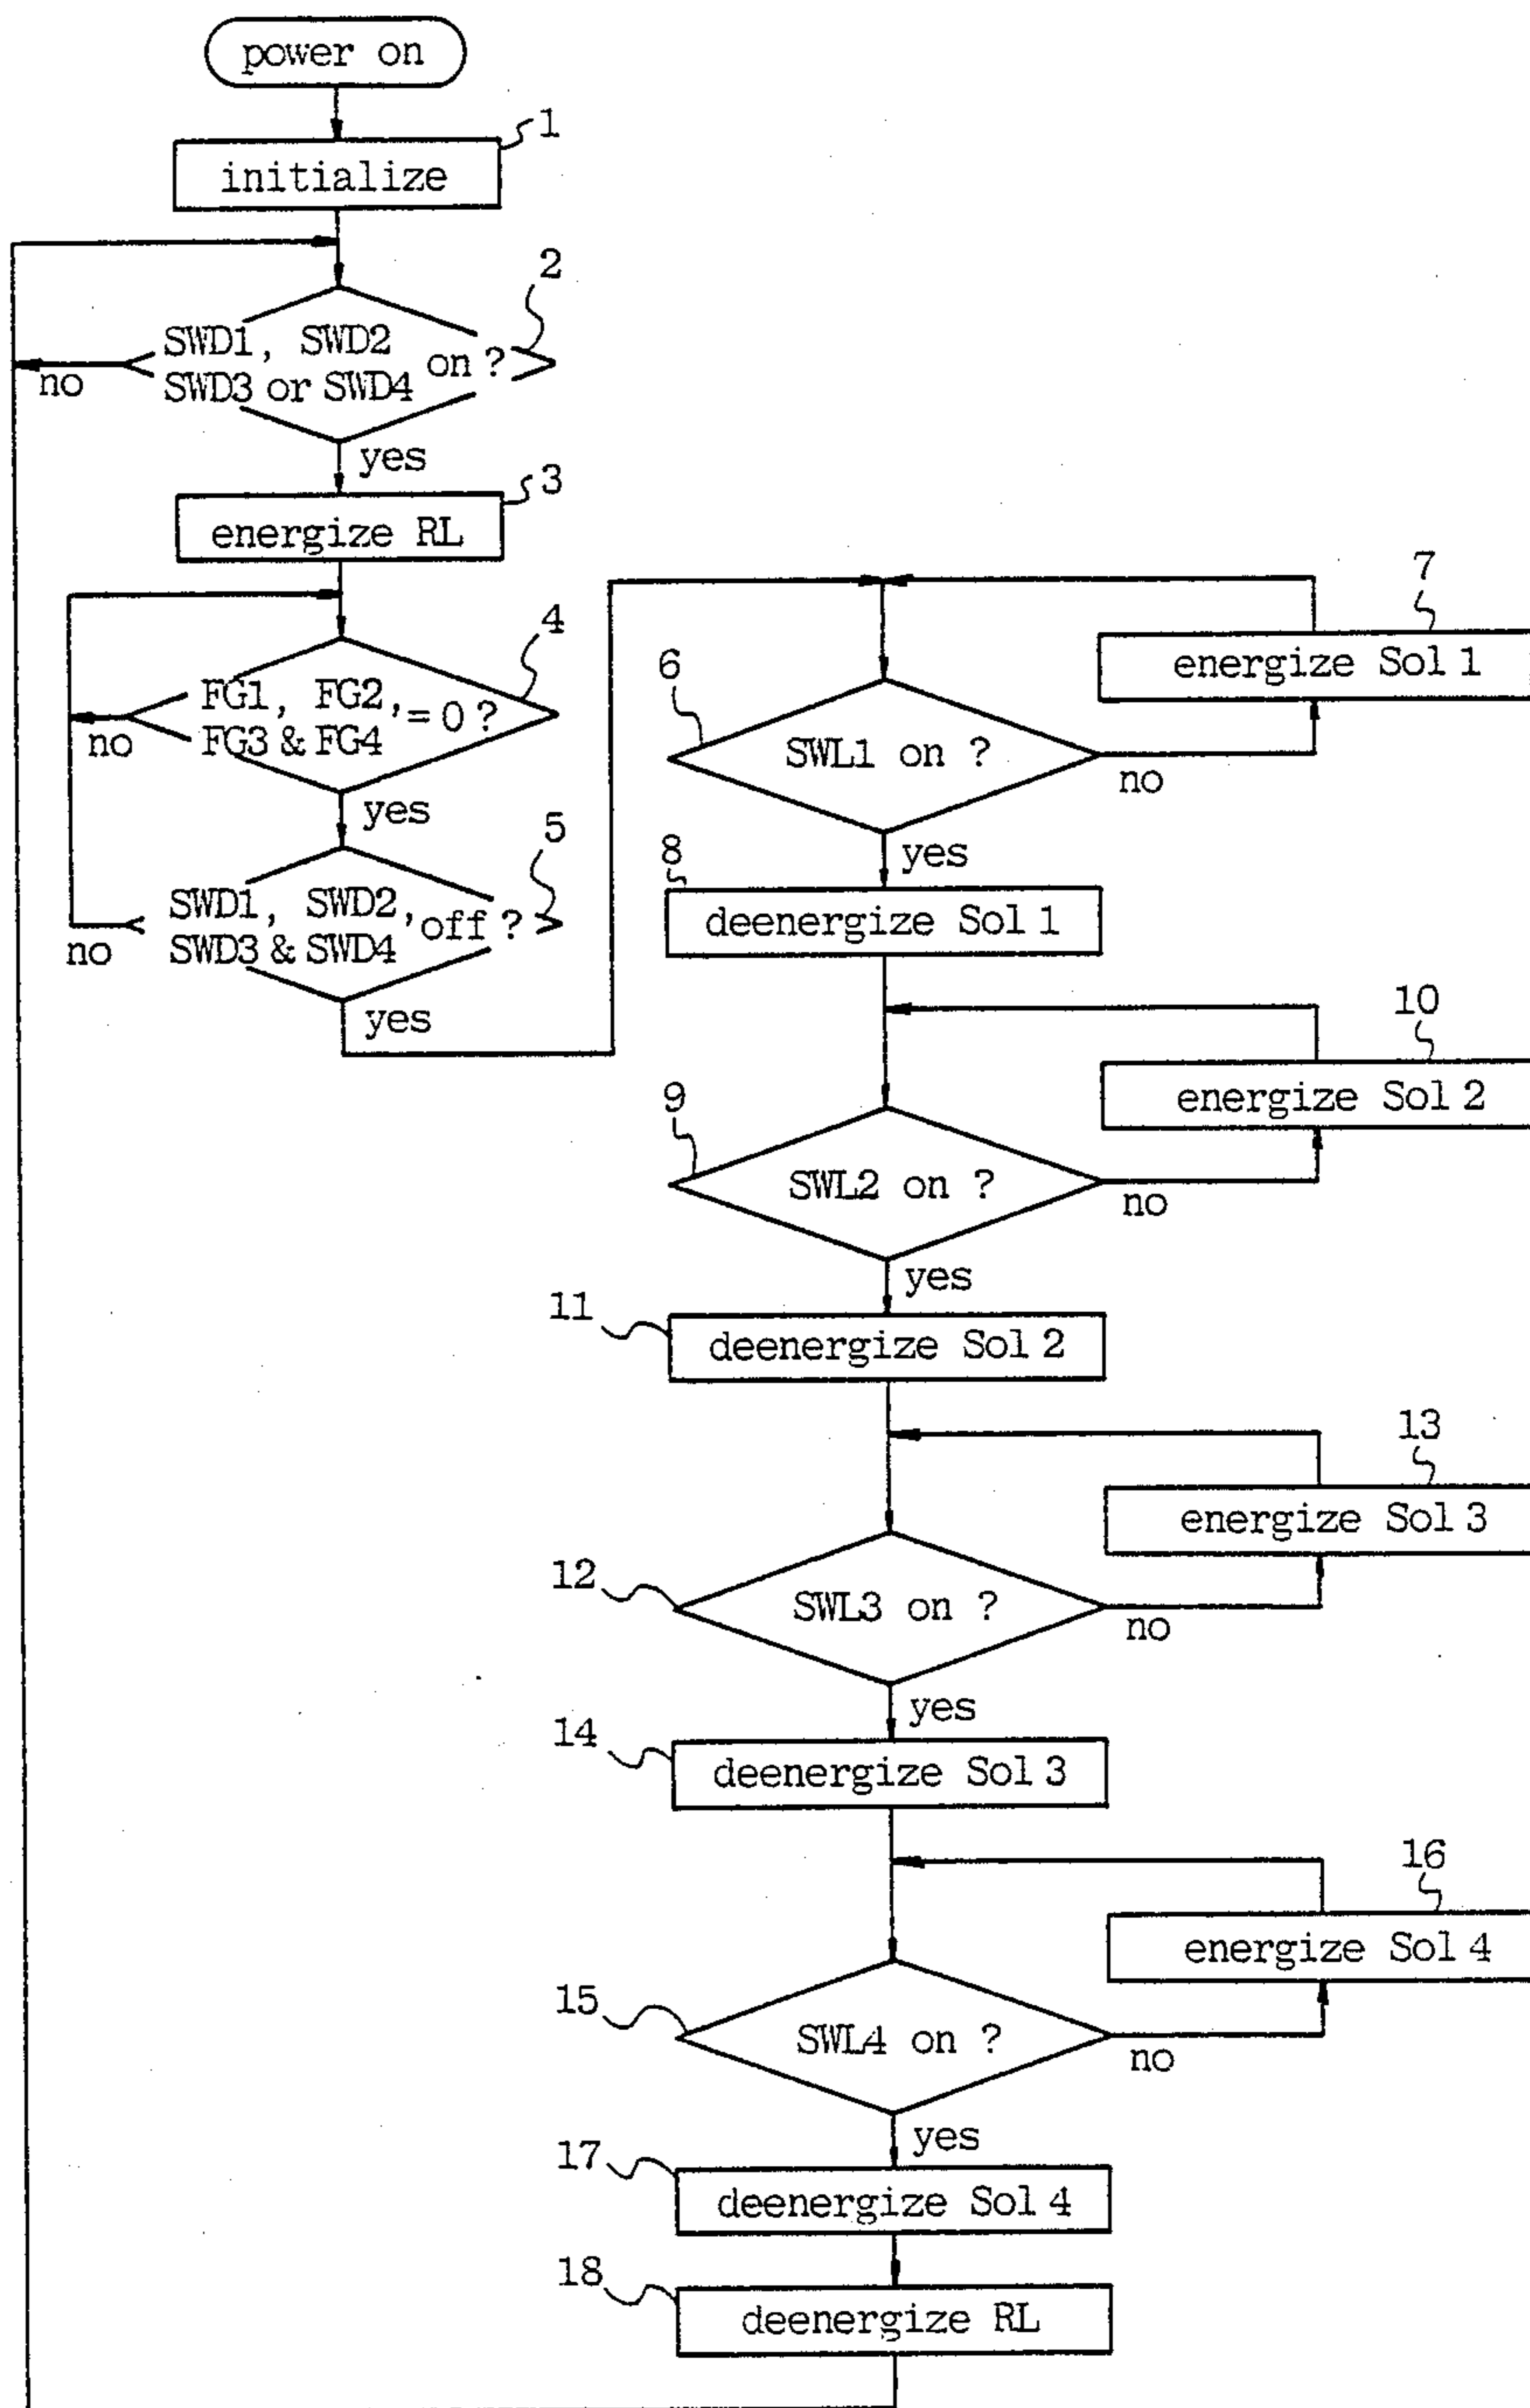 power on
1
initialize
2
SWD1, SWD2
SWD3 or SWD4
on ?
no
yes
3
energize RL
4
FG1, FG2,
FG3 & FG4
= 0 ?
no
yes
5
SWD1, SWD2,
SWD3 & SWD4
off ?
no
yes
6
SWL1 on ?
no
7
energize Sol 1
yes
8
deenergize Sol 1
9
SWL2 on ?
no
10
energize Sol 2
yes
11
deenergize Sol 2
12
SWL3 on ?
no
13
energize Sol 3
yes
14
deenergize Sol 3
15
SWL4 on ?
no
16
energize Sol 4
yes
17
deenergize Sol 4
18
deenergize RL